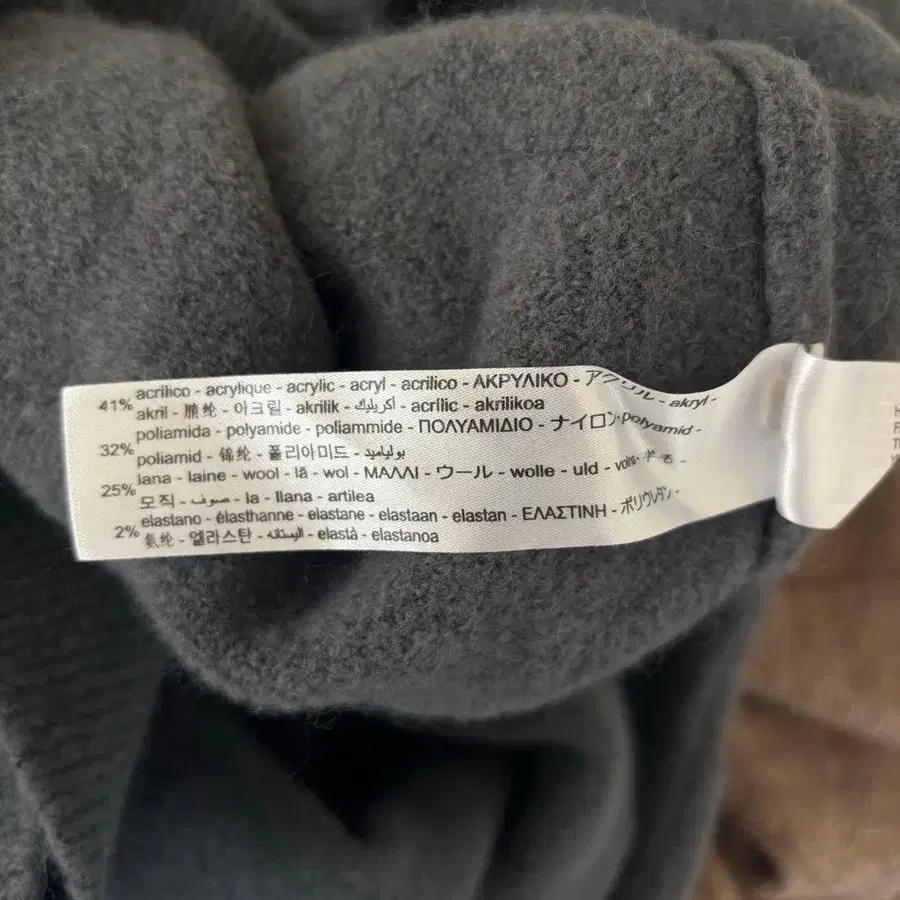 41% acrilico - acrylique - acrylic - acryl - acrilico - ΑΚΡΥΛΙΚΟ - アクリル - akryl -
akril - 腈纶 - 아크릴 - akrilik - أكريليك - acrílic - akrilikoa
32% poliamida - polyamide - poliammide - ΠΟΛΥΑΜΙΔΙΟ - ナイロン - polyamid -
poliamid - 锦纶 - 폴리아미드 - بولياميد
25% lana - laine - wool - lã - wol - ΜΑΛΛΙ - ウール - wolle - uld -
모직 - صوف - la - llana - artilea
2% elastano - élasthanne - elastane - elastaan - elastan - ΕΛΑΣΤΙΝΗ - ポリウレタン -
氨纶 - 엘라스탄 - elastà - elastanoa